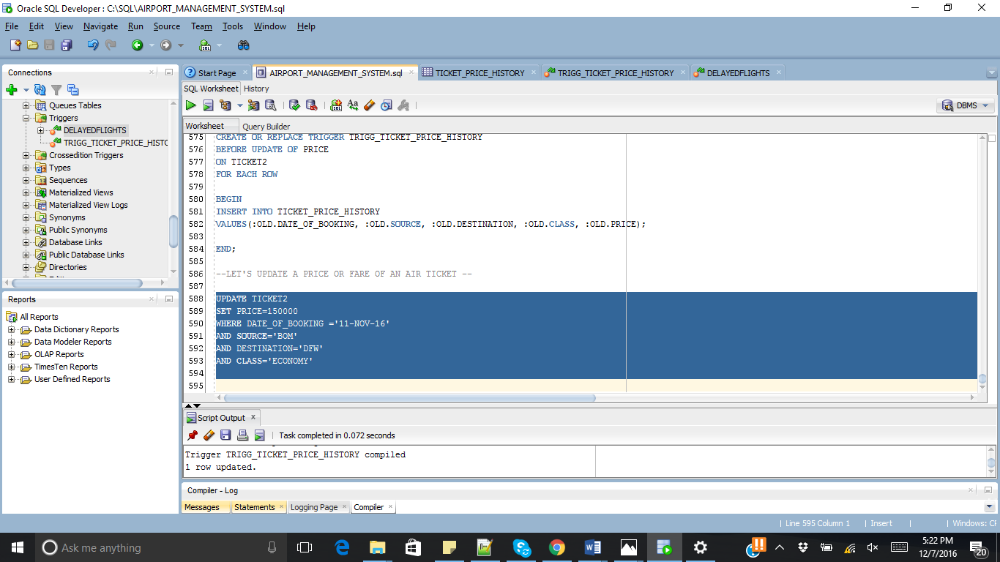 Oracle SQL Developer : C:\SQL\AIRPORT_MANAGEMENT_SYSTEM.sql
File Edit View Navigate Run Source Team Tools Window Help
Connections
Queues Tables
Triggers
DELAYEDFLIGHTS
TRIGG_TICKET_PRICE_HISTO
Crossedition Triggers
Types
Sequences
Materialized Views
Materialized View Logs
Synonyms
Public Synonyms
Database Links
Public Database Links
Directories
Reports
All Reports
Data Dictionary Reports
Data Modeler Reports
OLAP Reports
TimesTen Reports
User Defined Reports
Start Page AIRPORT_MANAGEMENT_SYSTEM.sql TICKET_PRICE_HISTORY TRIGG_TICKET_PRICE_HISTORY DELAYEDFLIGHTS
SQL Worksheet History
DBMS
Worksheet Query Builder
575 CREATE OR REPLACE TRIGGER TRIGG_TICKET_PRICE_HISTORY
576 BEFORE UPDATE OF PRICE
577 ON TICKET2
578 FOR EACH ROW
579
580 BEGIN
581 INSERT INTO TICKET_PRICE_HISTORY
582 VALUES(:OLD.DATE_OF_BOOKING, :OLD.SOURCE, :OLD.DESTINATION, :OLD.CLASS, :OLD.PRICE);
583
584 END;
585
586 --LET'S UPDATE A PRICE OR FARE OF AN AIR TICKET --
587
588 UPDATE TICKET2
589 SET PRICE=150000
590 WHERE DATE_OF_BOOKING ='11-NOV-16'
591 AND SOURCE='BOM'
592 AND DESTINATION='DFW'
593 AND CLASS='ECONOMY'
594
595
Script Output x
Task completed in 0.072 seconds
Trigger TRIGG_TICKET_PRICE_HISTORY compiled
1 row updated.
Compiler - Log
Messages Statements Logging Page Compiler
Line 595 Column 1 Insert Windows: CF
Ask me anything
5:22 PM
12/7/2016
20